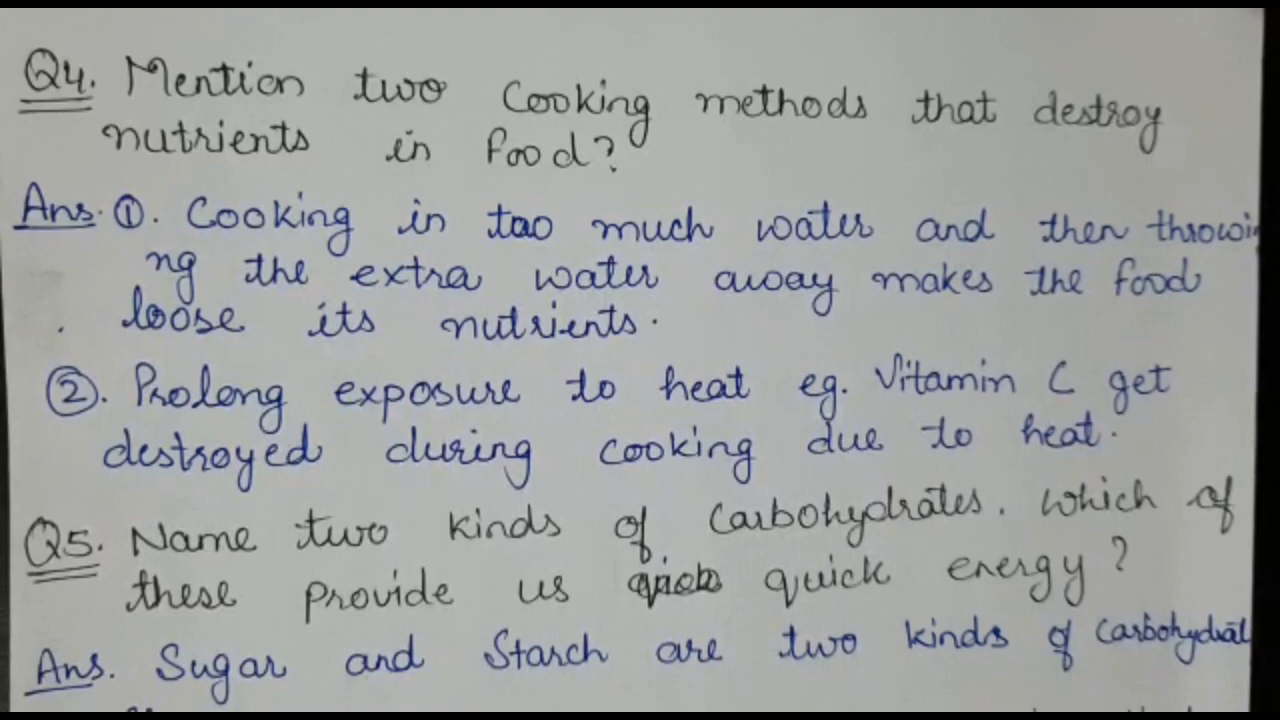 Q4. Mention two cooking methods that destroy
nutrients in food?
Ans. ①. Cooking in too much water and then throwi
ng the extra water away makes the food
loose its nutrients.
②. Prolong exposure to heat eg. Vitamin C get
destroyed during cooking due to heat.
Q5. Name two kinds of Carbohydrates. Which of
these provide us quick energy?
Ans. Sugar and Starch are two kinds of Carbohydrat